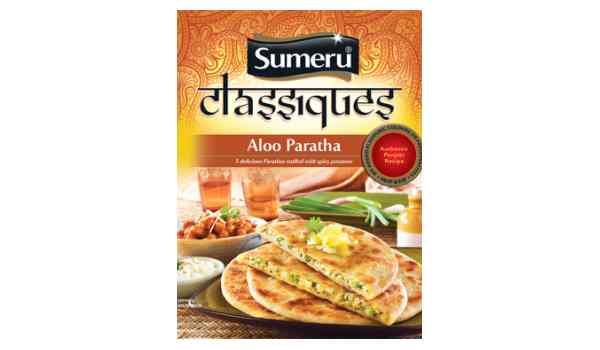 Sumeru®
classiques
Aloo Paratha
5 delicious Parathas stuffed with spicy potatoes
Authentic
Punjabi
Recipe